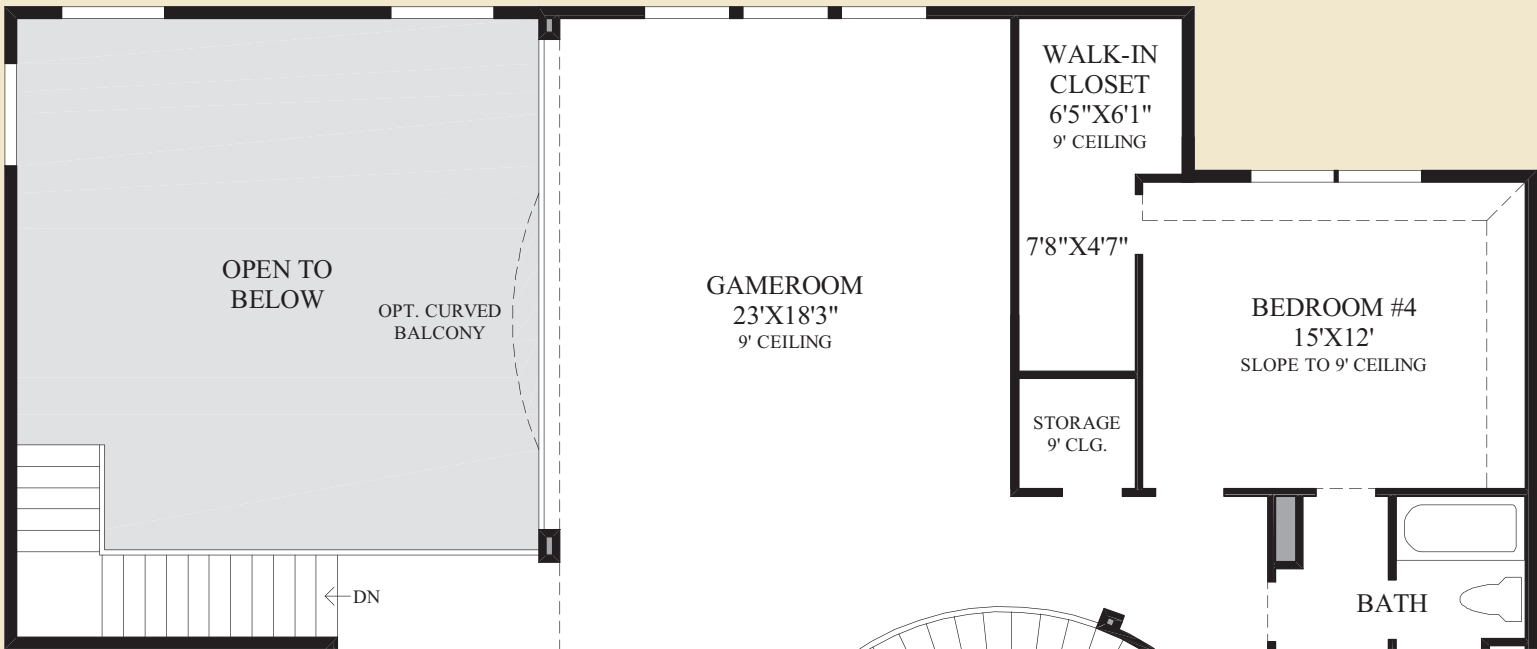 OPEN TO
BELOW
OPT. CURVED
BALCONY
DN
GAMEROOM
23'X18'3"
9' CEILING
WALK-IN
CLOSET
6'5"X6'1"
9' CEILING
7'8"X4'7"
STORAGE
9' CLG.
BEDROOM #4
15'X12'
SLOPE TO 9' CEILING
BATH